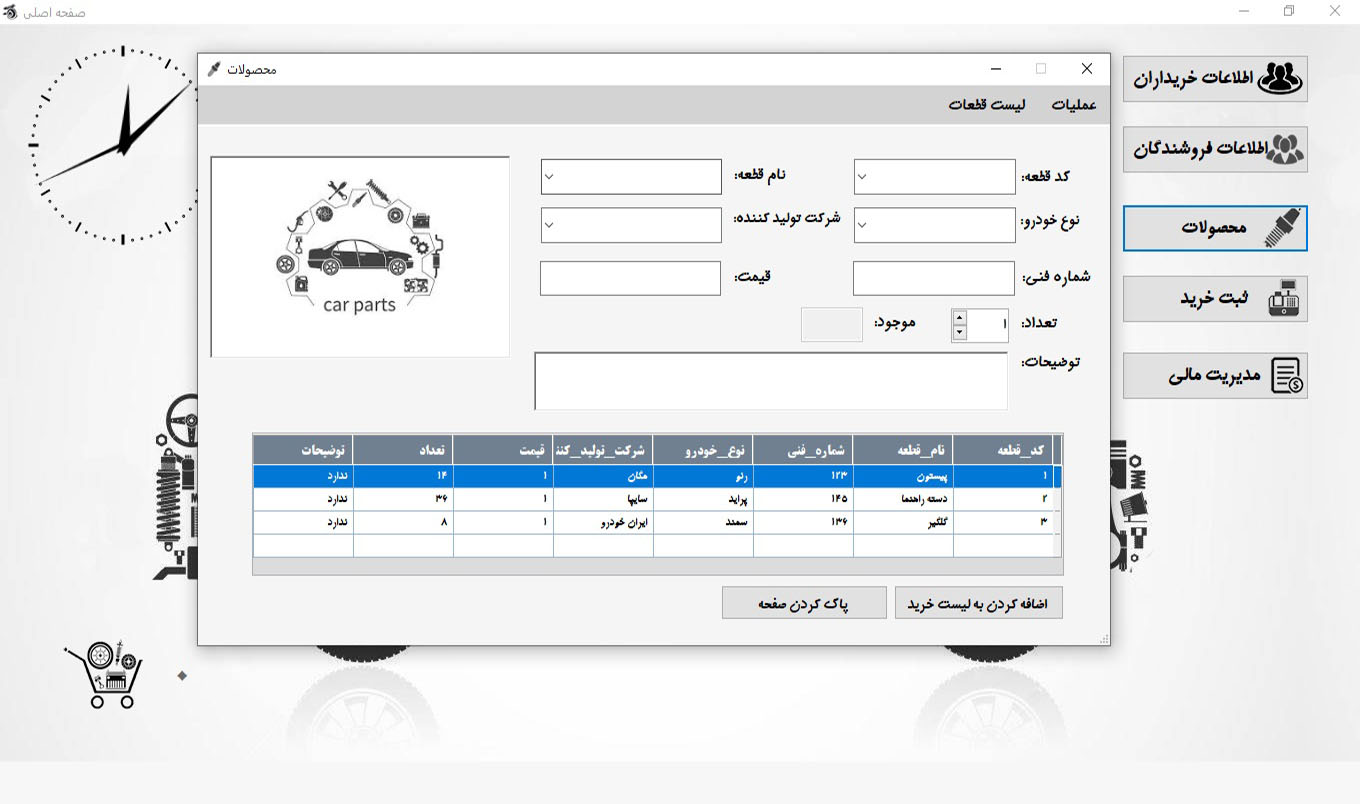 صفحه اصلی
محصولات
عملیات لیست قطعات
اطلاعات خریداران
اطلاعات فروشندگان
محصولات
ثبت خرید
مدیریت مالی
car parts
کد قطعه: نام قطعه:
نوع خودرو: شرکت تولید کننده:
شماره فنی: قیمت:
تعداد: ۱ موجود:
توضیحات:
کد_قطعه نام_قطعه شماره_فنی نوع_خودرو شرکت_تولید_کنن قیمت تعداد توضیحات
۱ پیستون ۱۲۳ رنو مگان ۱ ۱۴ ندارد
۲ دسته راهنما ۱۴۵ پراید سایپا ۱ ۳۶ ندارد
۳ گلگیر ۱۳۶ سمند ایران خودرو ۱ ۸ ندارد
اضافه کردن به لیست خرید پاک کردن صفحه